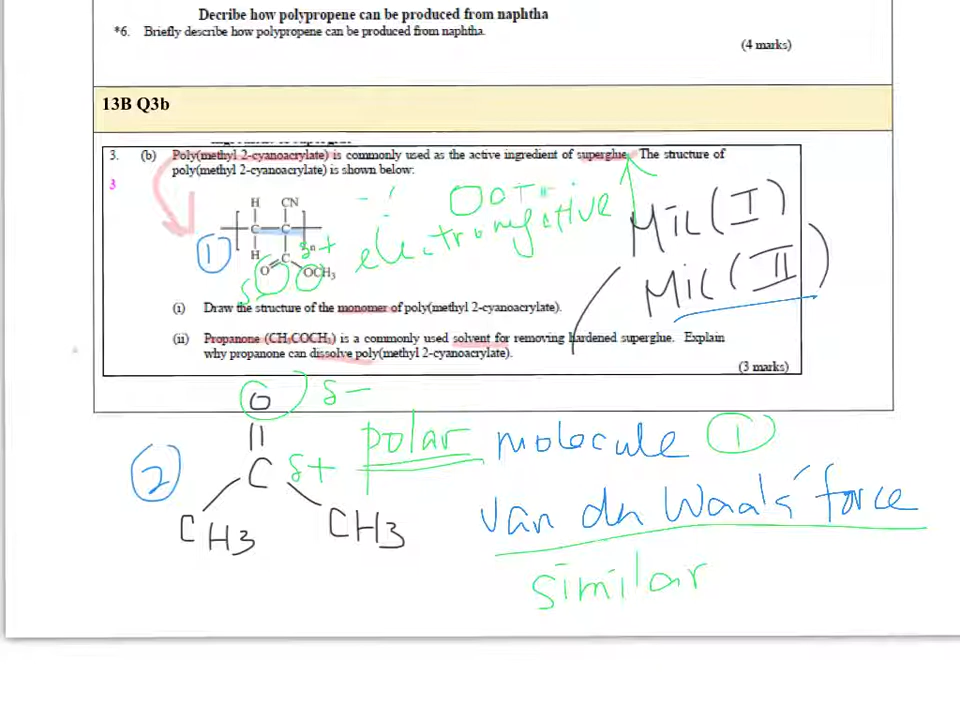 Decribe how polypropene can be produced from naphtha
*6. Briefly describe how polypropene can be produced from naphtha.
(4 marks)
13B Q3b
3. (b) Poly(methyl 2-cyanoacrylate) is commonly used as the active ingredient of superglue. The structure of
3 poly(methyl 2-cyanoacrylate) is shown below:
H CN
C C
H C
O OCH3
n
1
δ+
δ
electronegative
MiC (I)
MiC (II)
(i) Draw the structure of the monomer of poly(methyl 2-cyanoacrylate).
(ii) Propanone (CH3COCH3) is a commonly used solvent for removing hardened superglue. Explain
why propanone can dissolve poly(methyl 2-cyanoacrylate).
(3 marks)
O δ-
polar molecule 1
2 C δ+
CH3 CH3
van der Waals' force
similar